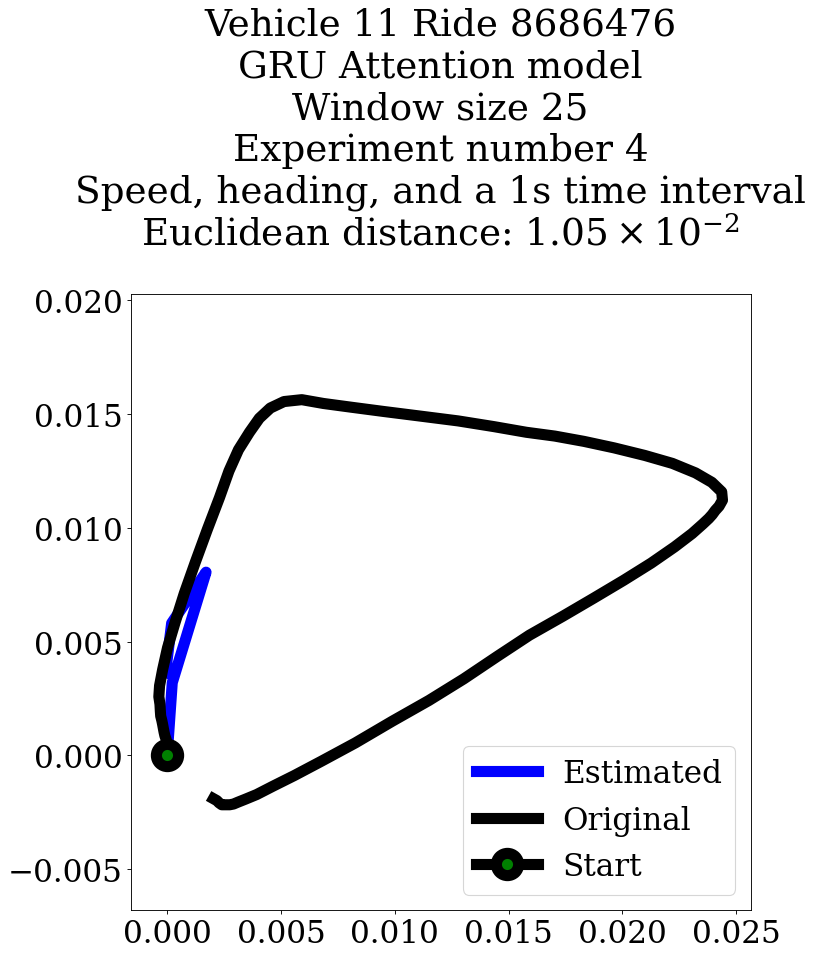 Vehicle 11 Ride 8686476
GRU Attention model
Window size 25
Experiment number 4
Speed, heading, and a 1s time interval
Euclidean distance: 1.05 × 10⁻²
0.020
0.015
0.010
0.005
0.000
−0.005
Estimated
Original
Start
0.000 0.005 0.010 0.015 0.020 0.025